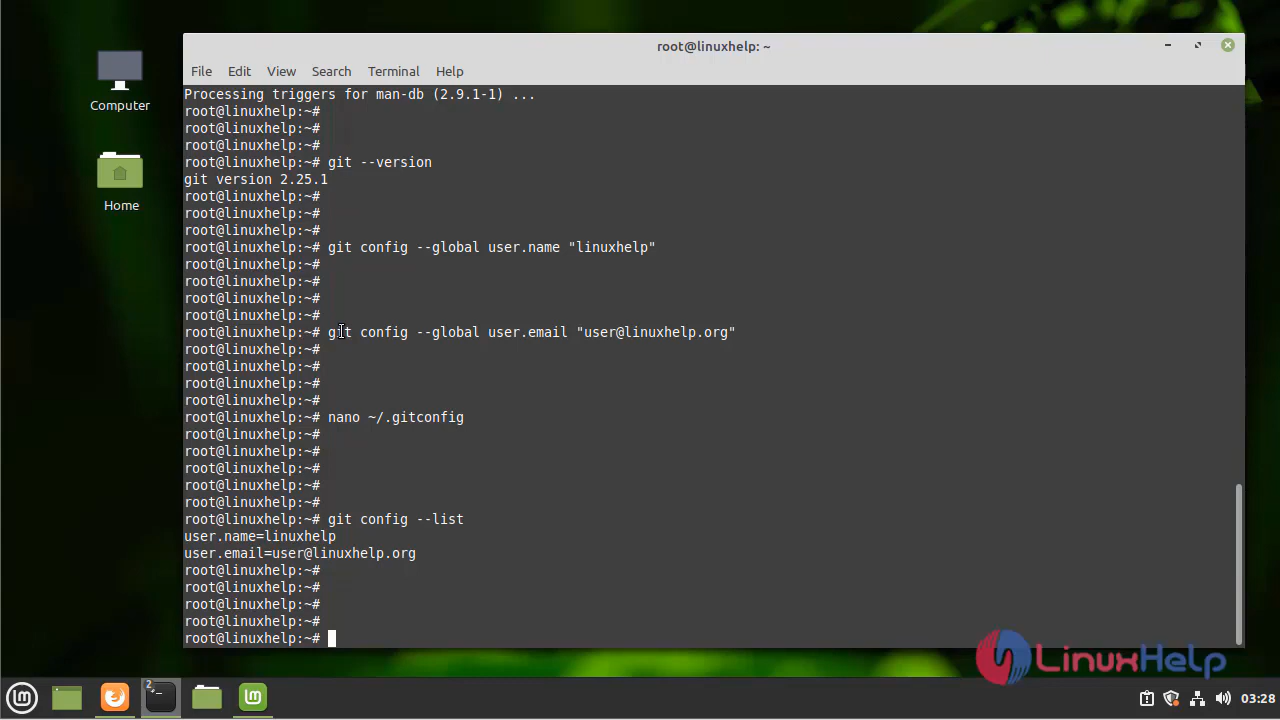 root@linuxhelp: ~
File Edit View Search Terminal Help
Computer
Home
Processing triggers for man-db (2.9.1-1) ...
root@linuxhelp:~#
root@linuxhelp:~#
root@linuxhelp:~#
root@linuxhelp:~# git --version
git version 2.25.1
root@linuxhelp:~#
root@linuxhelp:~#
root@linuxhelp:~#
root@linuxhelp:~# git config --global user.name "linuxhelp"
root@linuxhelp:~#
root@linuxhelp:~#
root@linuxhelp:~#
root@linuxhelp:~#
root@linuxhelp:~# git config --global user.email "user@linuxhelp.org"
root@linuxhelp:~#
root@linuxhelp:~#
root@linuxhelp:~#
root@linuxhelp:~#
root@linuxhelp:~# nano ~/.gitconfig
root@linuxhelp:~#
root@linuxhelp:~#
root@linuxhelp:~#
root@linuxhelp:~#
root@linuxhelp:~#
root@linuxhelp:~# git config --list
user.name=linuxhelp
user.email=user@linuxhelp.org
root@linuxhelp:~#
root@linuxhelp:~#
root@linuxhelp:~#
root@linuxhelp:~#
root@linuxhelp:~#
LINUXHELP
2
03:28